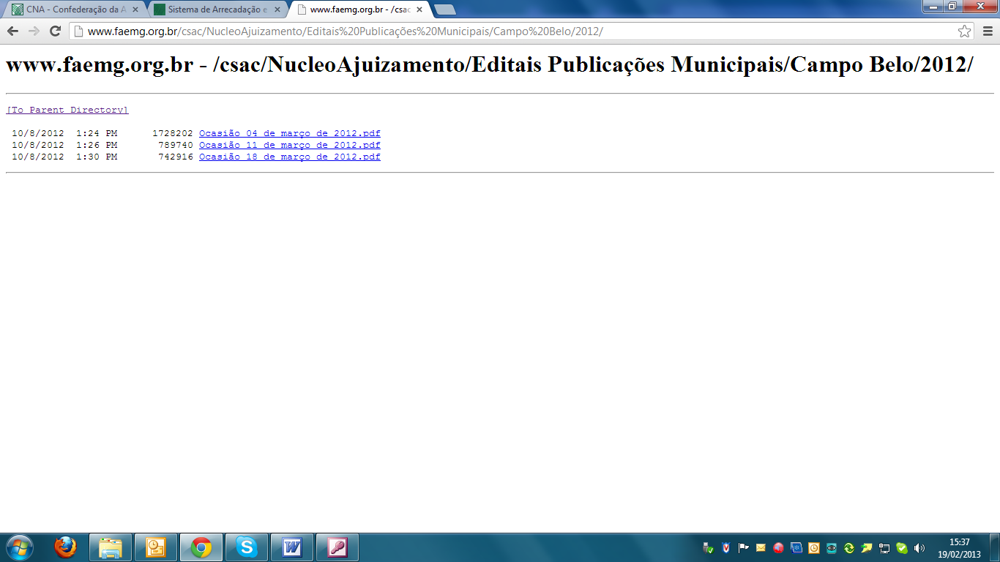 CNA - Confederação da A
Sistema de Arrecadação e
www.faemg.org.br - /csac
www.faemg.org.br/csac/NucleoAjuizamento/Editais%20Publicações%20Municipais/Campo%20Belo/2012/
www.faemg.org.br - /csac/NucleoAjuizamento/Editais Publicações Municipais/Campo Belo/2012/
[To Parent Directory]
10/8/2012 1:24 PM 1728202 Ocasião 04 de março de 2012.pdf
10/8/2012 1:26 PM 789740 Ocasião 11 de março de 2012.pdf
10/8/2012 1:30 PM 742916 Ocasião 18 de março de 2012.pdf
15:37
19/02/2013